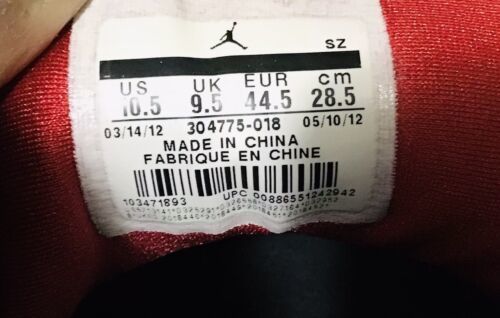 SZ
US UK EUR cm
10.5 9.5 44.5 28.5
03/14/12 304775-018 05/10/12
MADE IN CHINA
FABRIQUE EN CHINE
103471893 UPC 00886551242942